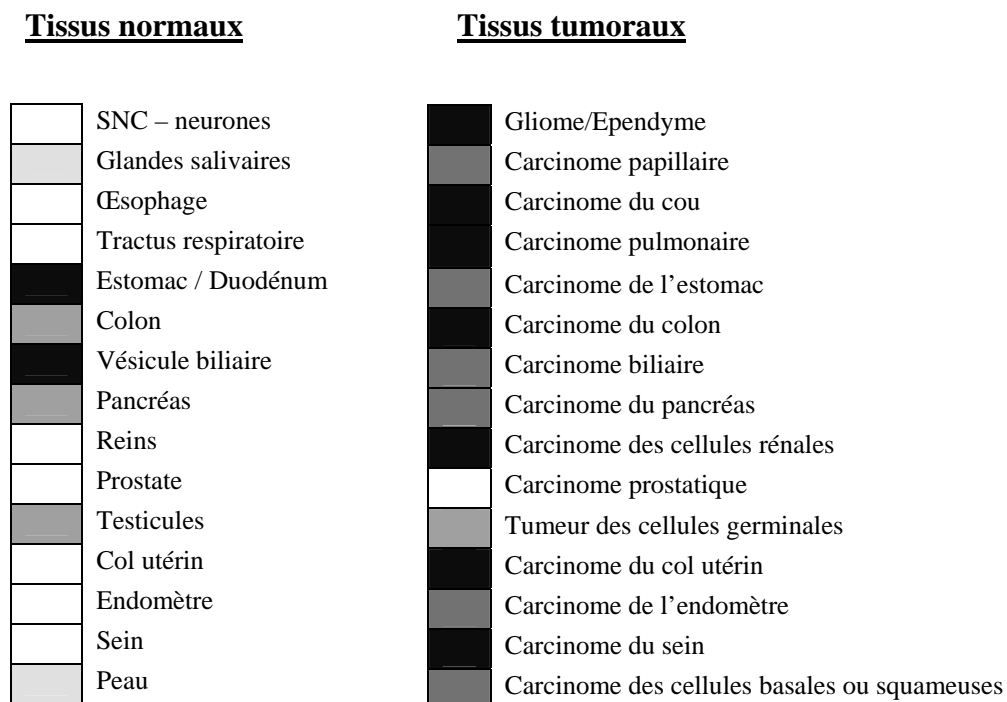 Tissus normaux
SNC – neurones
Glandes salivaires
Œsophage
Tractus respiratoire
Estomac / Duodénum
Colon
Vésicule biliaire
Pancréas
Reins
Prostate
Testicules
Col utérin
Endomètre
Sein
Peau
Tissus tumoraux
Gliome/Ependyme
Carcinome papillaire
Carcinome du cou
Carcinome pulmonaire
Carcinome de l’estomac
Carcinome du colon
Carcinome biliaire
Carcinome du pancréas
Carcinome des cellules rénales
Carcinome prostatique
Tumeur des cellules germinales
Carcinome du col utérin
Carcinome de l’endomètre
Carcinome du sein
Carcinome des cellules basales ou squameuses